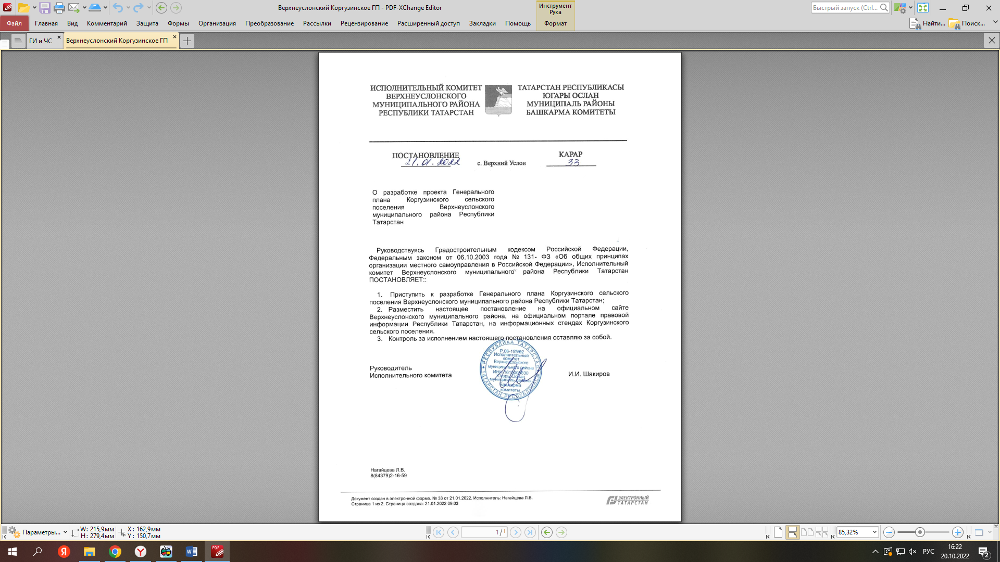 Верхнеуслонский Коргузинское ГП - PDF-XChange Editor
Инструмент
Рука
Быстрый запуск (Ctrl...
Файл
Главная
Вид
Комментарий
Защита
Формы
Организация
Преобразование
Рассылки
Рецензирование
Расширенный доступ
Закладки
Помощь
Формат
Найти...
Поиск...
ГИ и ЧС
Верхнеуслонский Коргузинское ГП
ИСПОЛНИТЕЛЬНЫЙ КОМИТЕТ
ВЕРХНЕУСЛОНСКОГО
МУНИЦИПАЛЬНОГО РАЙОНА
РЕСПУБЛИКИ ТАТАРСТАН
ТАТАРСТАН РЕСПУБЛИКАСЫ
ЮГАРЫ ОСЛАН
МУНИЦИПАЛЬ РАЙОНЫ
БАШКАРМА КОМИТЕТЫ
ПОСТАНОВЛЕНИЕ
КАРАР
21.01.2022
с. Верхний Услон
33
О разработке проекта Генерального
плана Коргузинского сельского
поселения Верхнеуслонского
муниципального района Республики
Татарстан
Руководствуясь Градостроительным кодексом Российской Федерации,
Федеральным законом от 06.10.2003 года № 131- ФЗ «Об общих принципах
организации местного самоуправления в Российской Федерации», Исполнительный
комитет Верхнеуслонского муниципального района Республики Татарстан
ПОСТАНОВЛЯЕТ::
1. Приступить к разработке Генерального плана Коргузинского сельского
поселения Верхнеуслонского муниципального района Республики Татарстан;
2. Разместить настоящее постановление на официальном сайте
Верхнеуслонского муниципального района, на официальном портале правовой
информации Республики Татарстан, на информационных стендах Коргузинского
сельского поселения.
3. Контроль за исполнением настоящего постановления оставляю за собой.
РЕСПУБЛИКА ТАТАРСТАН
ТАТАРСТАН РЕСПУБЛИКАСЫ
Р.06-155/02
Исполнительный
комитет
Верхнеуслонского
муниципального района
Югары Ослан
муниципаль районы
Башкарма
комитеты
Руководитель
Исполнительного комитета
И.И. Шакиров
Нагайцева Л.В.
8(84379)2-16-59
Документ создан в электронной форме. № 33 от 21.01.2022. Исполнитель: Нагайцева Л.В.
Страница 1 из 2. Страница создана: 21.01.2022 09:03
ЭЛЕКТРОННЫЙ
ТАТАРСТАН
Параметры...
W: 215,9мм
H: 279,4мм
X : 162,9мм
Y : 150,7мм
1/1
85,32%
РУС
16:22
20.10.2022
2